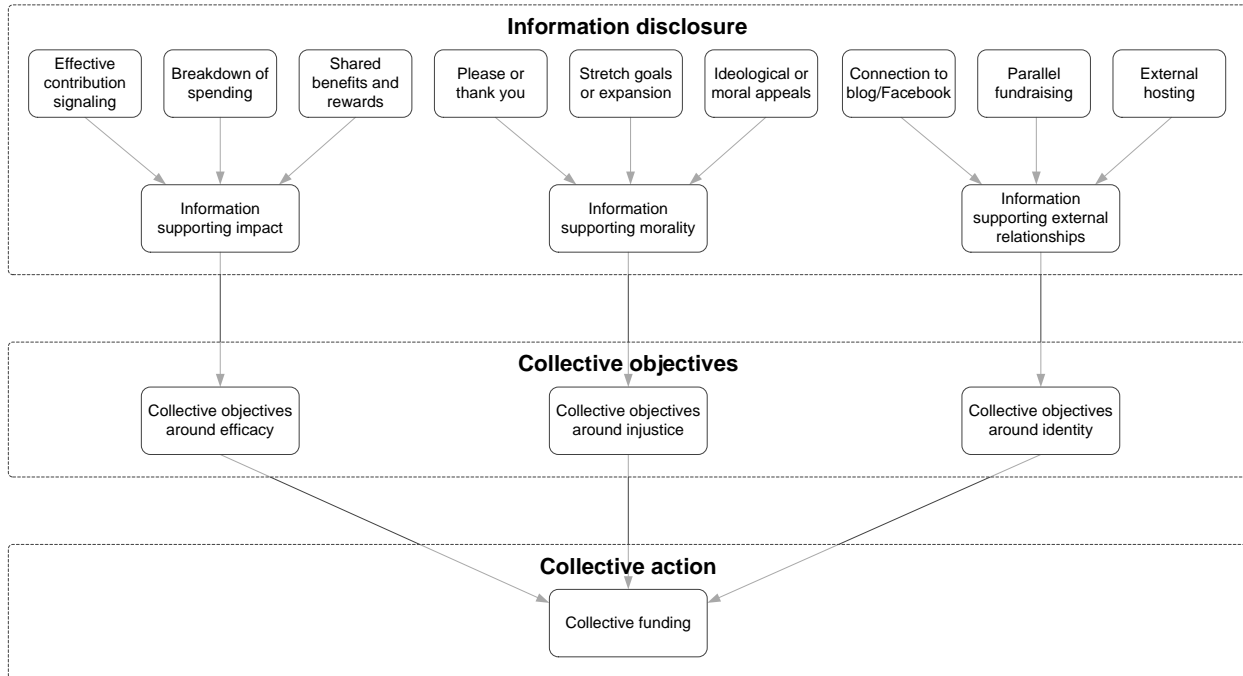 Information disclosure
Effective
contribution
signaling
Breakdown of
spending
Shared
benefits and
rewards
Please or
thank you
Stretch goals
or expansion
Ideological or
moral appeals
Connection to
blog/Facebook
Parallel
fundraising
External
hosting
Information
supporting impact
Information
supporting morality
Information
supporting external
relationships
Collective objectives
Collective objectives
around efficacy
Collective objectives
around injustice
Collective objectives
around identity
Collective action
Collective funding